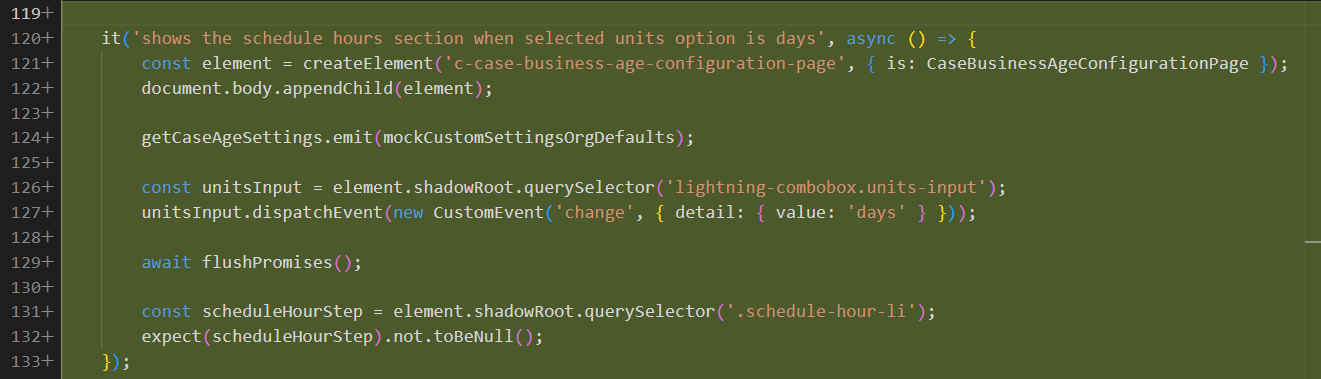 119+
120+    it('shows the schedule hours section when selected units option is days', async () => {
121+        const element = createElement('c-case-business-age-configuration-page', { is: CaseBusinessAgeConfigurationPage });
122+        document.body.appendChild(element);
123+
124+        getCaseAgeSettings.emit(mockCustomSettingsOrgDefaults);
125+
126+        const unitsInput = element.shadowRoot.querySelector('lightning-combobox.units-input');
127+        unitsInput.dispatchEvent(new CustomEvent('change', { detail: { value: 'days' } }));
128+
129+        await flushPromises();
130+
131+        const scheduleHourStep = element.shadowRoot.querySelector('.schedule-hour-li');
132+        expect(scheduleHourStep).not.toBeNull();
133+    });